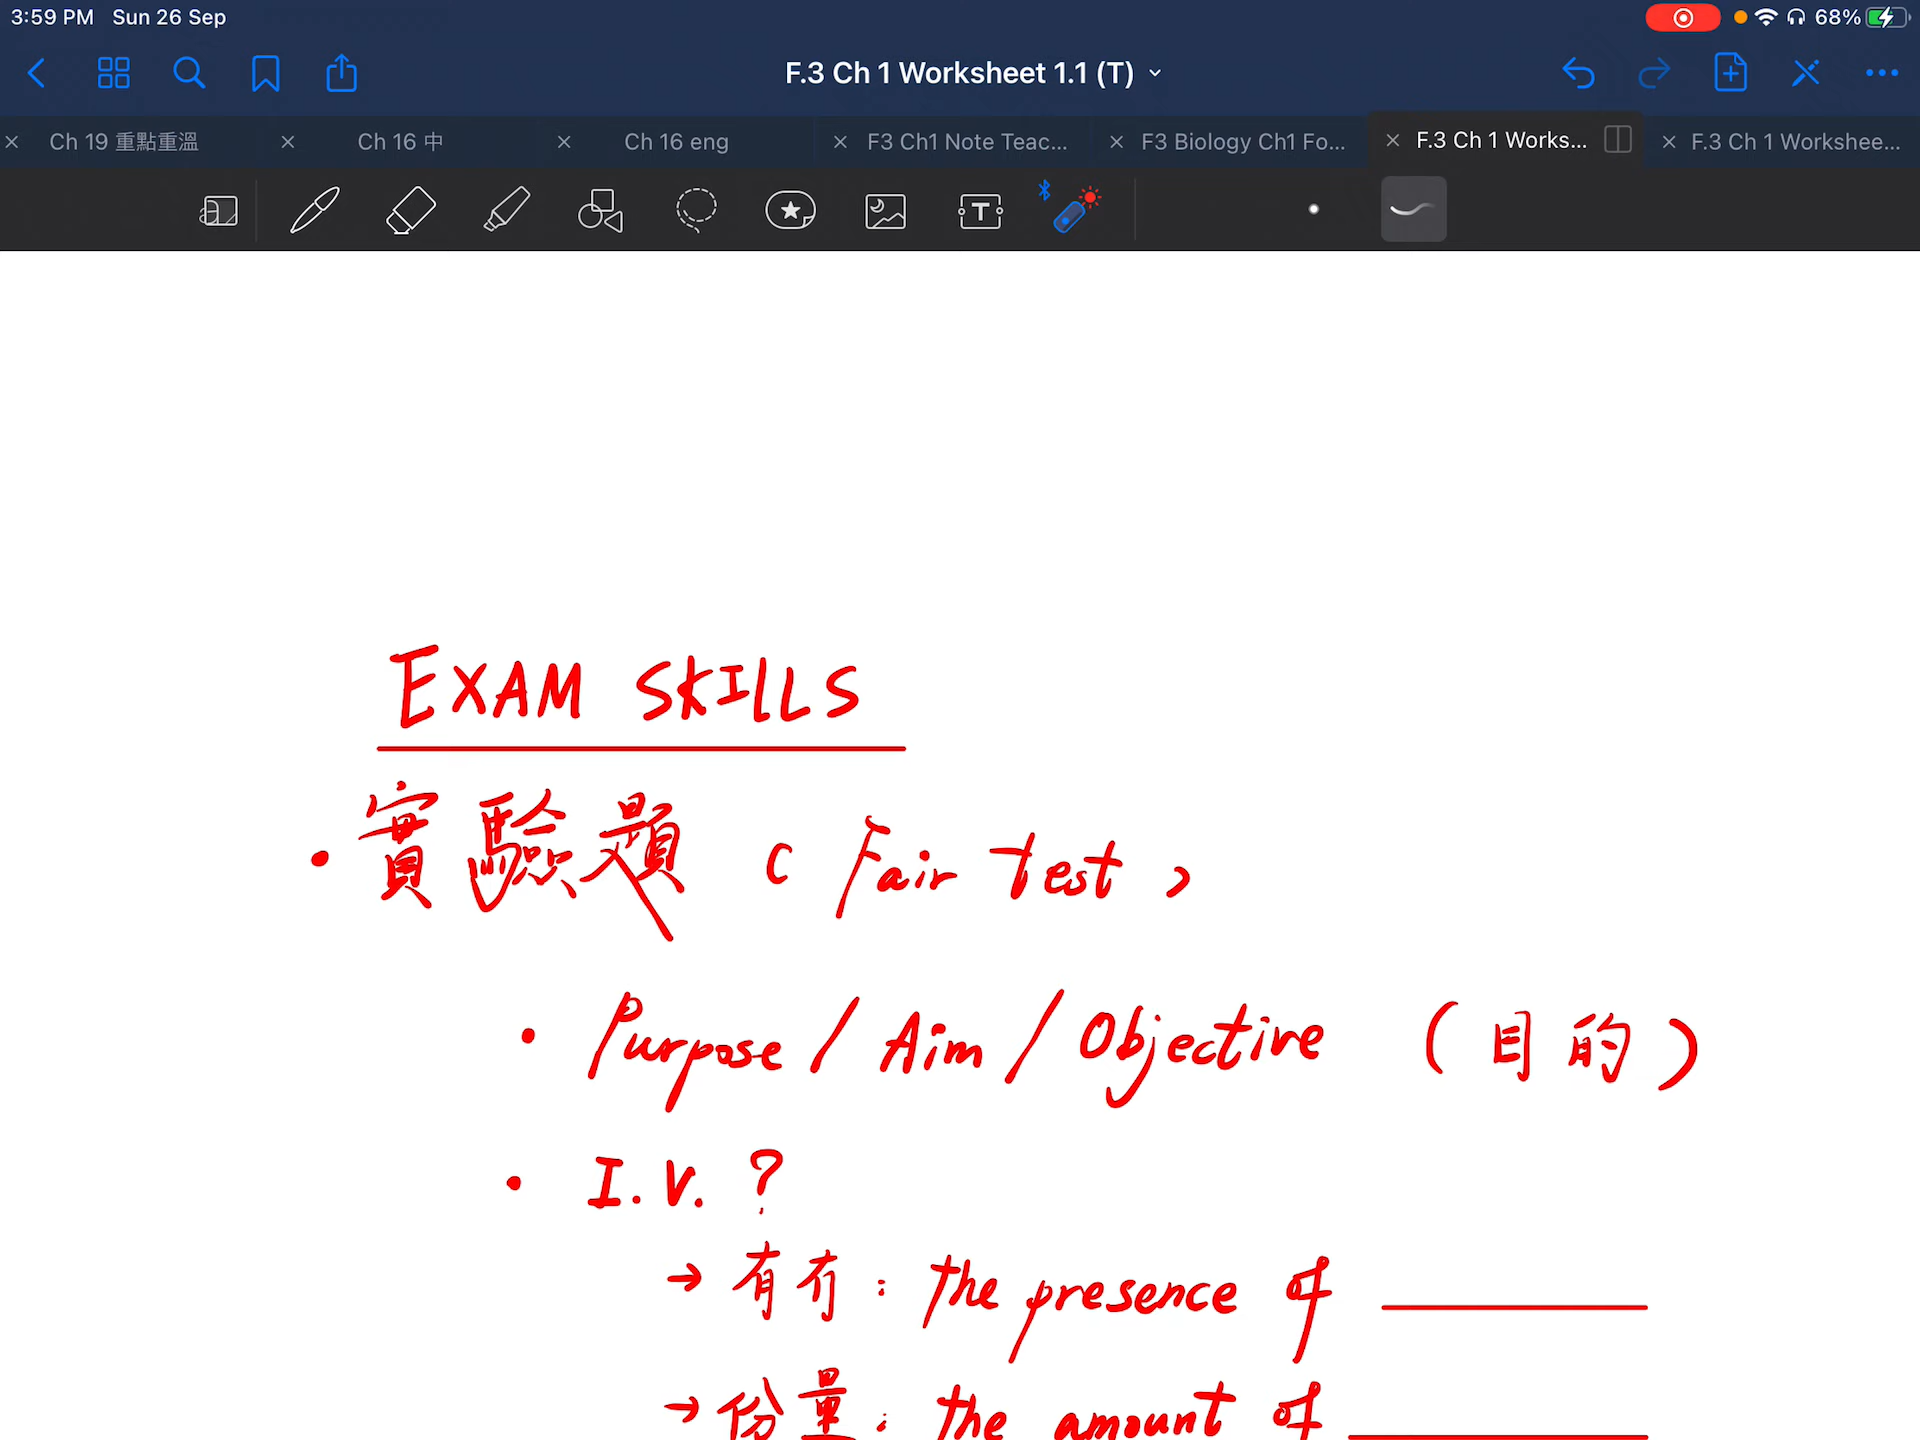 3:59 PM Sun 26 Sep 68%
F.3 Ch 1 Worksheet 1.1 (T)
Ch 19 重點重溫 Ch 16 中 Ch 16 eng F3 Ch1 Note Teac... F3 Biology Ch1 Fo... F.3 Ch 1 Works... F.3 Ch 1 Workshee...
T
EXAM SKILLS
• 實驗題 ( Fair test )
• Purpose / Aim / Objective (目的)
• I.V. ?
→ 有冇 : the presence of ______
→ 份量 : the amount of ______